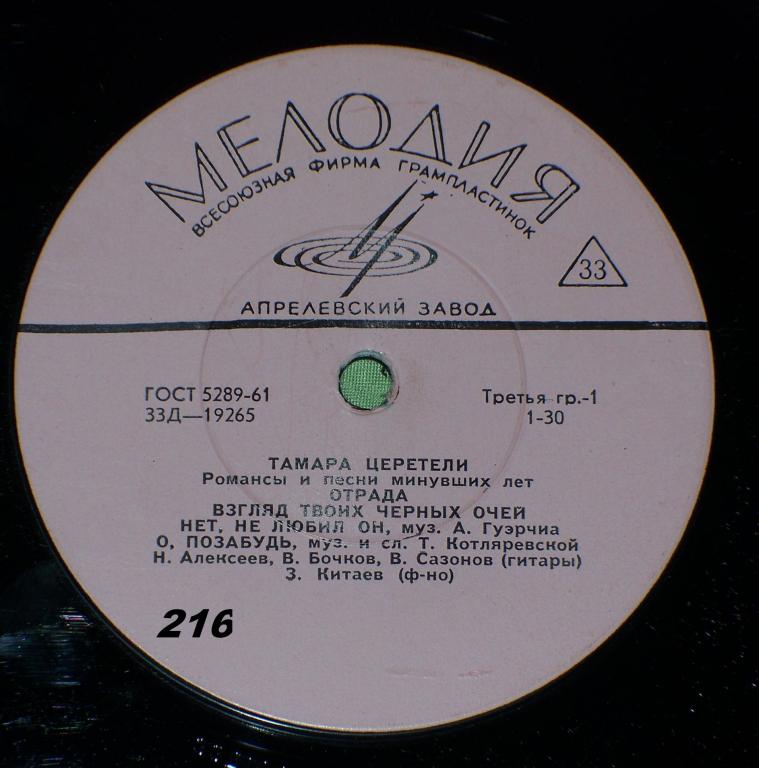 МЕЛОДИЯ
ВСЕСОЮЗНАЯ ФИРМА ГРАМПЛАСТИНОК
33
АПРЕЛЕВСКИЙ ЗАВОД
ГОСТ 5289-61
33Д—19265
Третья гр.-1
1-30
ТАМАРА ЦЕРЕТЕЛИ
Романсы и песни минувших лет
ОТРАДА
ВЗГЛЯД ТВОИХ ЧЕРНЫХ ОЧЕЙ
НЕТ, НЕ ЛЮБИЛ ОН, муз. А. Гуэрчиа
О, ПОЗАБУДЬ, муз. и сл. Т. Котляревской
Н. Алексеев, В. Бочков, В. Сазонов (гитары)
З. Китаев (ф-но)
216